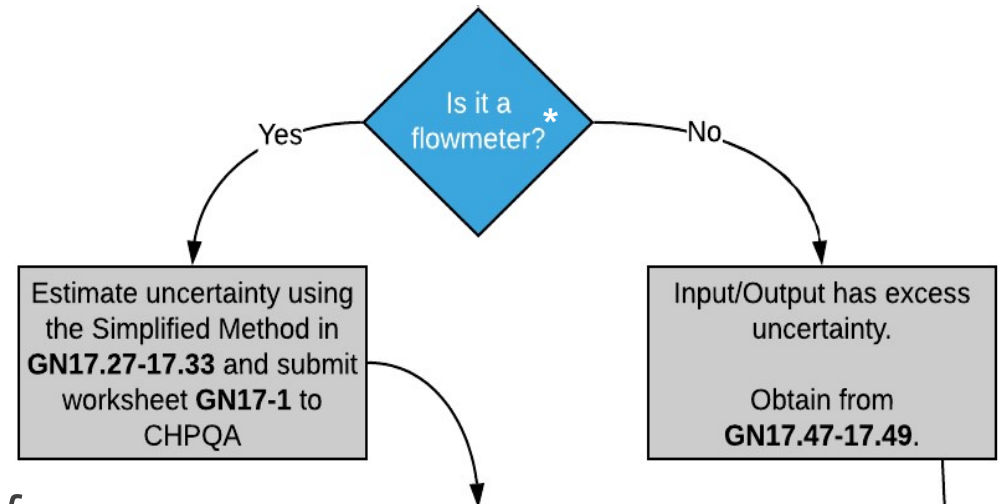 Is it a
flowmeter?*
Yes
No
Estimate uncertainty using
the Simplified Method in
GN17.27-17.33 and submit
worksheet GN17-1 to
CHPQA
Input/Output has excess
uncertainty.
Obtain from
GN17.47-17.49.